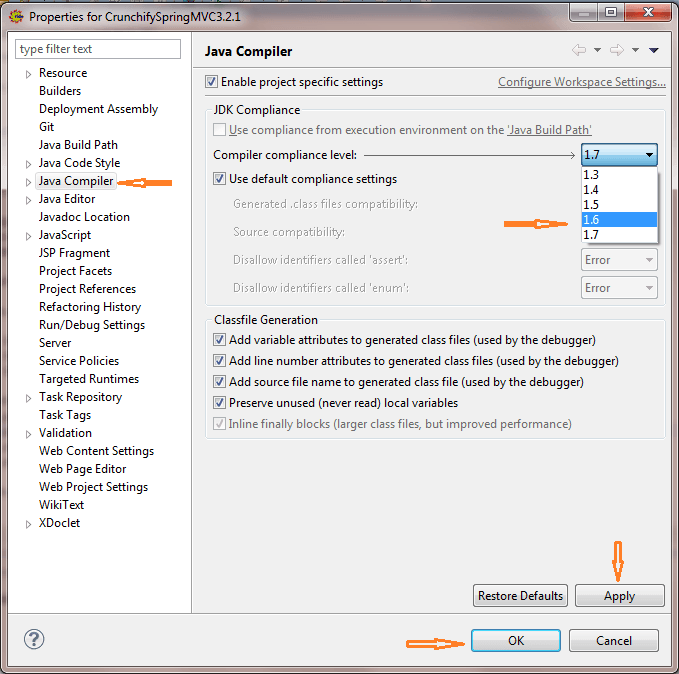 Properties for CrunchifySpringMVC3.2.1
type filter text
Resource
Builders
Deployment Assembly
Git
Java Build Path
Java Code Style
Java Compiler
Java Editor
Javadoc Location
JavaScript
JSP Fragment
Project Facets
Project References
Refactoring History
Run/Debug Settings
Server
Service Policies
Targeted Runtimes
Task Repository
Task Tags
Validation
Web Content Settings
Web Page Editor
Web Project Settings
WikiText
XDoclet
Java Compiler
Enable project specific settings
Configure Workspace Settings...
JDK Compliance
Use compliance from execution environment on the 'Java Build Path'
Compiler compliance level: 1.7
1.3
1.4
1.5
1.6
1.7
Use default compliance settings
Generated .class files compatibility:
Source compatibility:
Disallow identifiers called 'assert': Error
Disallow identifiers called 'enum': Error
Classfile Generation
Add variable attributes to generated class files (used by the debugger)
Add line number attributes to generated class files (used by the debugger)
Add source file name to generated class file (used by the debugger)
Preserve unused (never read) local variables
Inline finally blocks (larger class files, but improved performance)
Restore Defaults Apply
? OK Cancel